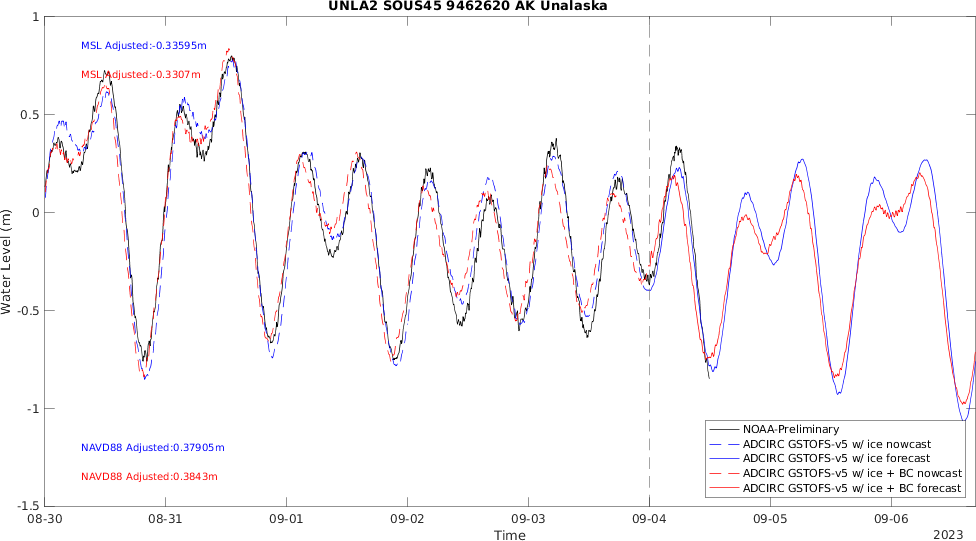 UNLA2 SOUS45 9462620 AK Unalaska
MSL Adjusted:-0.33595m
MSL Adjusted:-0.3307m
NAVD88 Adjusted:0.37905m
NAVD88 Adjusted:0.3843m
Water Level (m)
1
0.5
0
-0.5
-1
-1.5
NOAA-Preliminary
ADCIRC GSTOFS-v5 w/ ice nowcast
ADCIRC GSTOFS-v5 w/ ice forecast
ADCIRC GSTOFS-v5 w/ ice + BC nowcast
ADCIRC GSTOFS-v5 w/ ice + BC forecast
08-30 08-31 09-01 09-02 09-03 09-04 09-05 09-06
Time
2023